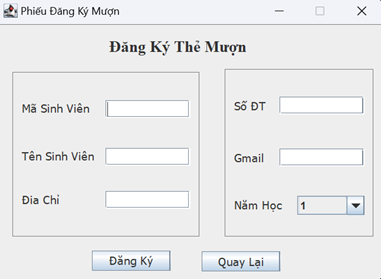 Phiếu Đăng Ký Mượn
Đăng Ký Thẻ Mượn
Mã Sinh Viên
Tên Sinh Viên
Đia Chỉ
Số ĐT
Gmail
Năm Học 1
Đăng Ký
Quay Lại